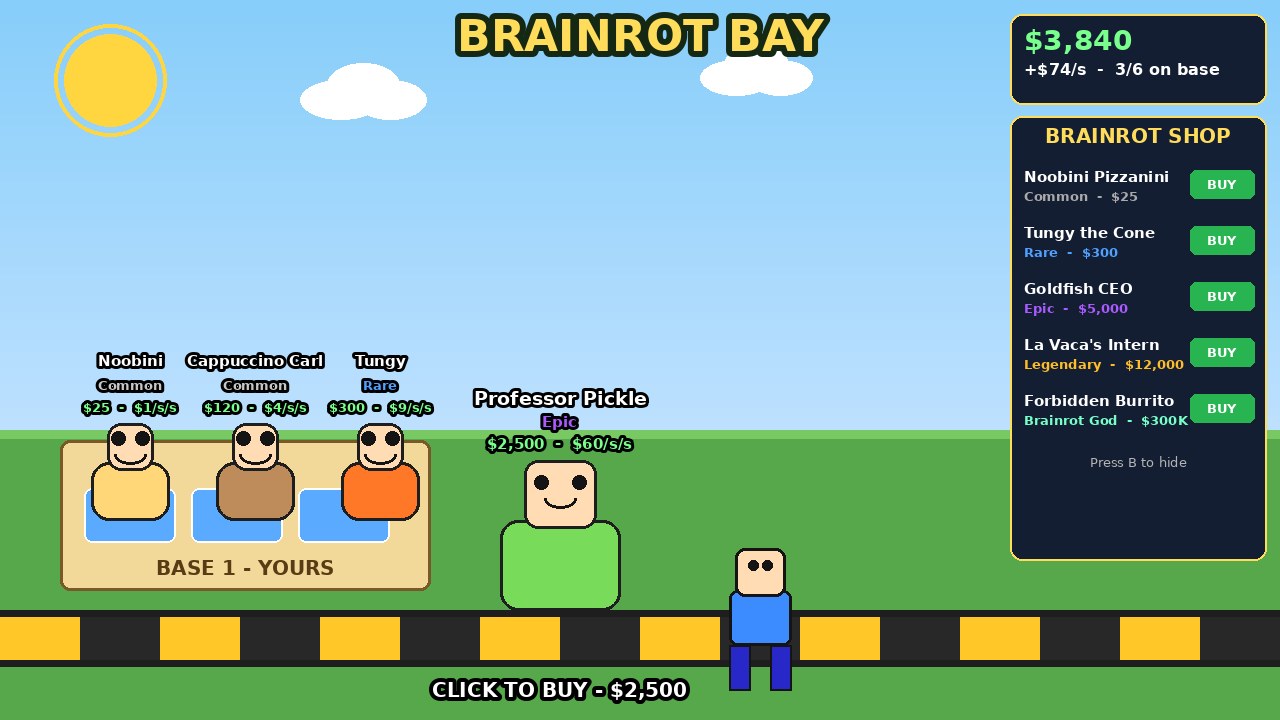 BRAINROT BAY
$3,840
+$74/s - 3/6 on base
BRAINROT SHOP
Noobini Pizzanini
Common - $25
BUY
Tungy the Cone
Rare - $300
BUY
Goldfish CEO
Epic - $5,000
BUY
La Vaca's Intern
Legendary - $12,000
BUY
Forbidden Burrito
Brainrot God - $300K
BUY
Press B to hide
Noobini
Common
$25 - $1/s/s
Cappuccino Carl
Common
$120 - $4/s/s
Tungy
Rare
$300 - $9/s/s
Professor Pickle
Epic
$2,500 - $60/s/s
BASE 1 - YOURS
CLICK TO BUY - $2,500